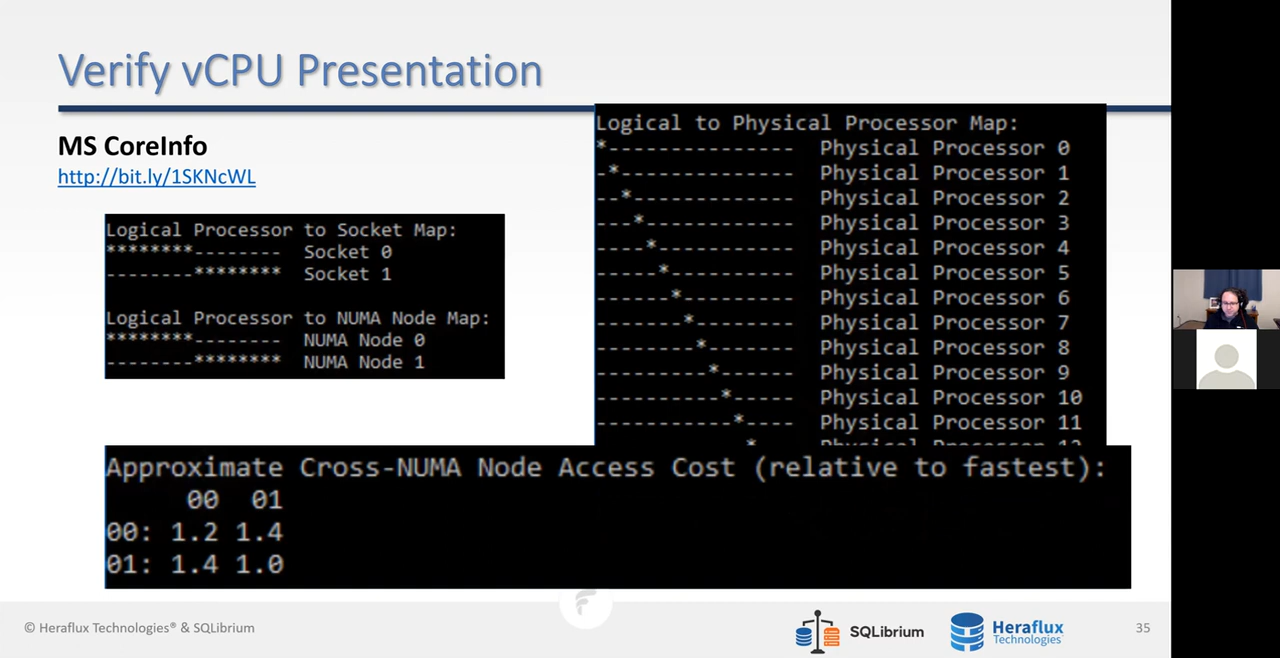 Verify vCPU Presentation
MS CoreInfo
http://bit.ly/1SKNcWL
Logical Processor to Socket Map:
********-------- Socket 0
--------******** Socket 1
Logical Processor to NUMA Node Map:
********-------- NUMA Node 0
--------******** NUMA Node 1
Logical to Physical Processor Map:
*--------------- Physical Processor 0
-*-------------- Physical Processor 1
--*------------- Physical Processor 2
---*------------ Physical Processor 3
----*----------- Physical Processor 4
-----*---------- Physical Processor 5
------*--------- Physical Processor 6
-------*-------- Physical Processor 7
--------*------- Physical Processor 8
---------*------ Physical Processor 9
----------*----- Physical Processor 10
-----------*---- Physical Processor 11
Approximate Cross-NUMA Node Access Cost (relative to fastest):
00 01
00: 1.2 1.4
01: 1.4 1.0
© Heraflux Technologies® & SQLibrium
SQLibrium
Heraflux
Technologies
35